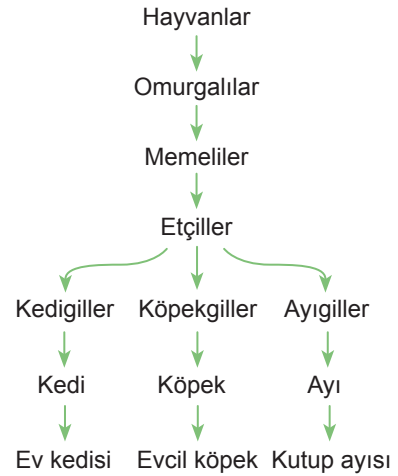 Hayvanlar
Omurgalılar
Memeliler
Etçiller
Kedigiller Köpekgiller Ayıgiller
Kedi Köpek Ayı
Ev kedisi Evcil köpek Kutup ayısı